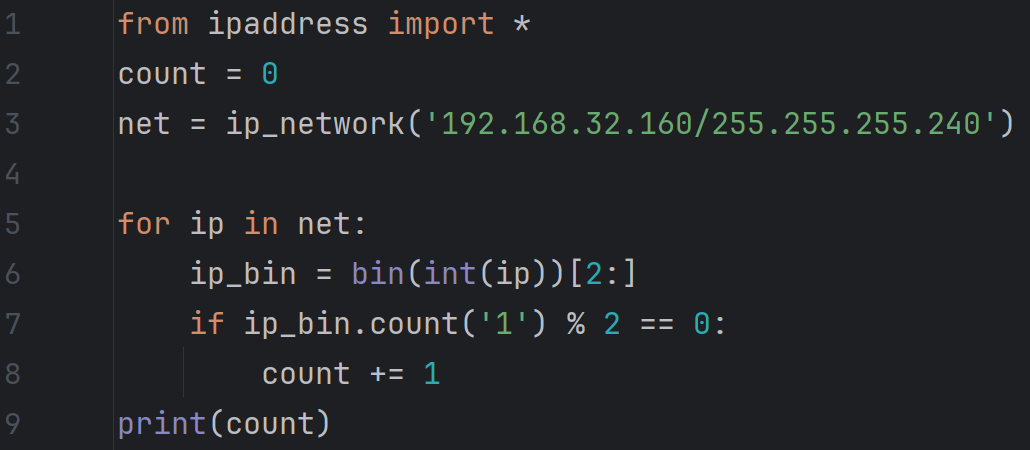 1 from ipaddress import *
2 count = 0
3 net = ip_network('192.168.32.160/255.255.255.240')
4
5 for ip in net:
6     ip_bin = bin(int(ip))[2:]
7     if ip_bin.count('1') % 2 == 0:
8         count += 1
9 print(count)